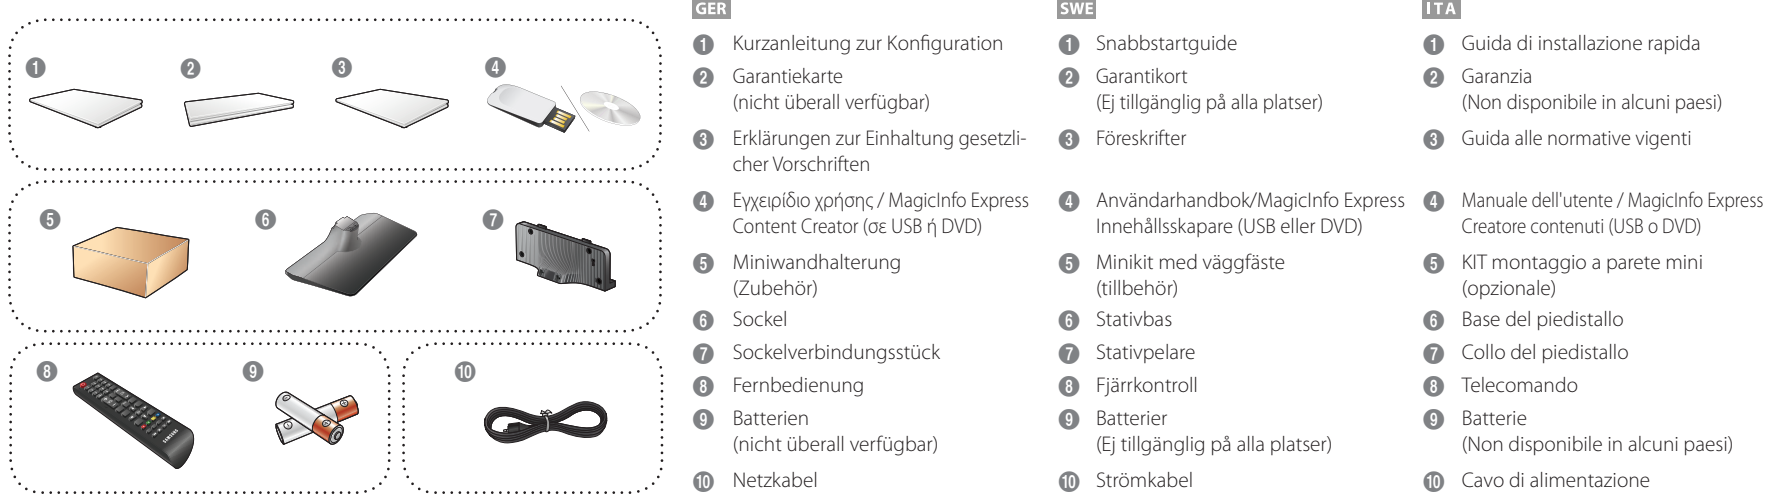 1
2
3
4
5
6
7
8
9
10
SAMSUNG
GER
1 Kurzanleitung zur Konfiguration
2 Garantiekarte
(nicht überall verfügbar)
3 Erklärungen zur Einhaltung gesetzli-
cher Vorschriften
4 Εγχειρίδιο χρήσης / MagicInfo Express
Content Creator (σε USB ή DVD)
5 Miniwandhalterung
(Zubehör)
6 Sockel
7 Sockelverbindungsstück
8 Fernbedienung
9 Batterien
(nicht überall verfügbar)
10 Netzkabel
SWE
1 Snabbstartguide
2 Garantikort
(Ej tillgänglig på alla platser)
3 Föreskrifter
4 Användarhandbok/MagicInfo Express
Innehållsskapare (USB eller DVD)
5 Minikit med väggfäste
(tillbehör)
6 Stativbas
7 Stativpelare
8 Fjärrkontroll
9 Batterier
(Ej tillgänglig på alla platser)
10 Strömkabel
ITA
1 Guida di installazione rapida
2 Garanzia
(Non disponibile in alcuni paesi)
3 Guida alle normative vigenti
4 Manuale dell'utente / MagicInfo Express
Creatore contenuti (USB o DVD)
5 KIT montaggio a parete mini
(opzionale)
6 Base del piedistallo
7 Collo del piedistallo
8 Telecomando
9 Batterie
(Non disponibile in alcuni paesi)
10 Cavo di alimentazione